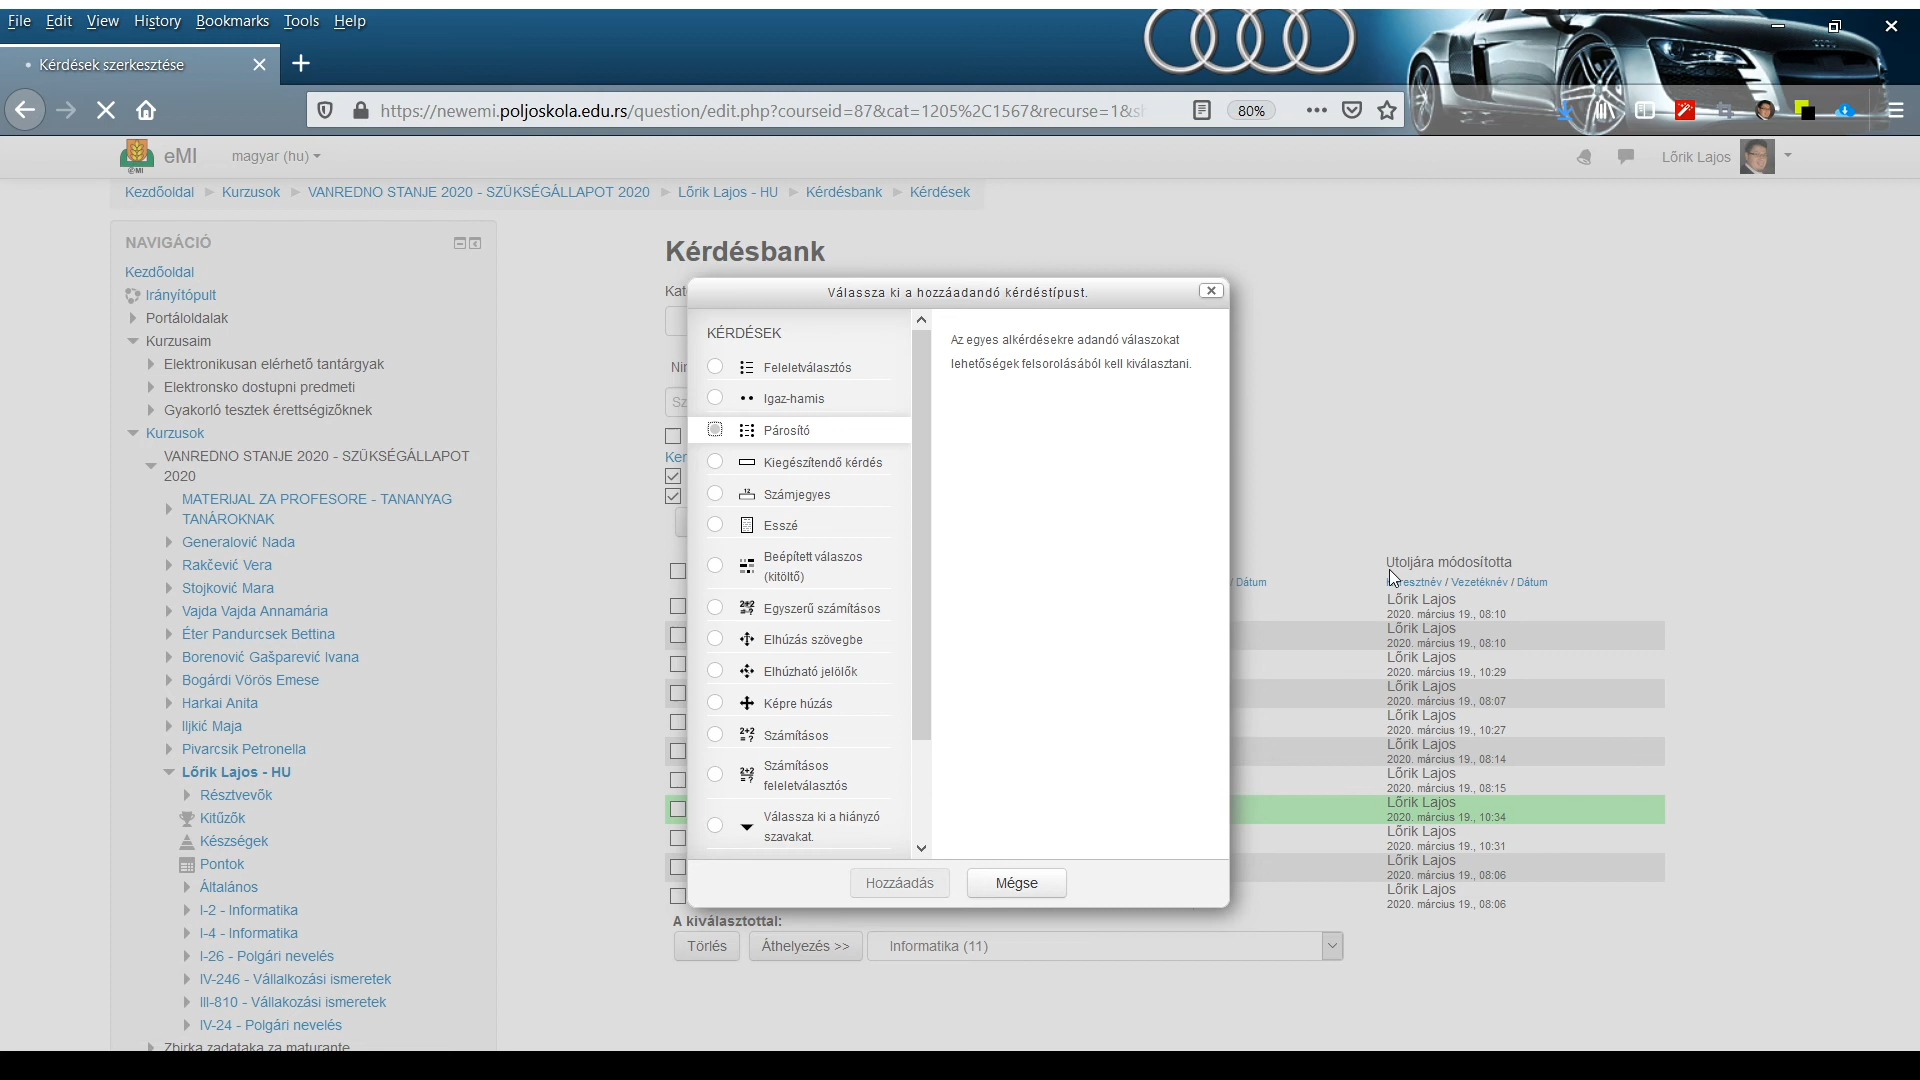 File Edit View History Bookmarks Tools Help
Kérdések szerkesztése
https://newemi.poljoskola.edu.rs/question/edit.php?courseid=87&cat=1205%2C1567&recurse=1&sh
80%
eMI
magyar (hu)
Lőrik Lajos
Kezdőoldal Kurzusok VANREDNO STANJE 2020 - SZÜKSÉGÁLLAPOT 2020 Lőrik Lajos - HU Kérdésbank Kérdések
NAVIGÁCIÓ
Kezdőoldal
Irányítópult
Portáloldalak
Kurzusaim
Elektronikusan elérhető tantárgyak
Elektronsko dostupni predmeti
Gyakorló tesztek érettségizőknek
Kurzusok
VANREDNO STANJE 2020 - SZÜKSÉGÁLLAPOT
2020
MATERIJAL ZA PROFESORE - TANANYAG
TANÁROKNAK
Generalović Nada
Rakčević Vera
Stojković Mara
Vajda Vajda Annamária
Éter Pandurcsek Bettina
Borenović Gašparević Ivana
Bogárdi Vörös Emese
Harkai Anita
Iljkić Maja
Pivarcsik Petronella
Lőrik Lajos - HU
Résztvevők
Kitűzők
Készségek
Pontok
Általános
I-2 - Informatika
I-4 - Informatika
I-26 - Polgári nevelés
IV-246 - Vállalkozási ismeretek
III-810 - Vállakozási ismeretek
IV-24 - Polgári nevelés
Zbirka zadataka za maturante
Kérdésbank
Kat
Nin
Sz
Ker
Válassza ki a hozzáadandó kérdéstípust.
KÉRDÉSEK
Feleletválasztós
Igaz-hamis
Párosító
Kiegészítendő kérdés
Számjegyes
Esszé
Beépített válaszos
(kitöltő)
Egyszerű számításos
Elhúzás szövegbe
Elhúzható jelölők
Képre húzás
Számításos
Számításos
feleletválasztós
Válassza ki a hiányzó
szavakat.
Az egyes alkérdésekre adandó válaszokat
lehetőségek felsorolásából kell kiválasztani.
Hozzáadás
Mégse
/ Dátum
Utoljára módosította
resztnév / Vezetéknév / Dátum
Lőrik Lajos
2020. március 19., 08:10
Lőrik Lajos
2020. március 19., 08:10
Lőrik Lajos
2020. március 19., 10:29
Lőrik Lajos
2020. március 19., 08:07
Lőrik Lajos
2020. március 19., 10:27
Lőrik Lajos
2020. március 19., 08:14
Lőrik Lajos
2020. március 19., 08:15
Lőrik Lajos
2020. március 19., 10:34
Lőrik Lajos
2020. március 19., 10:31
Lőrik Lajos
2020. március 19., 08:06
Lőrik Lajos
2020. március 19., 08:06
A kiválasztottal:
Törlés
Áthelyezés >>
Informatika (11)